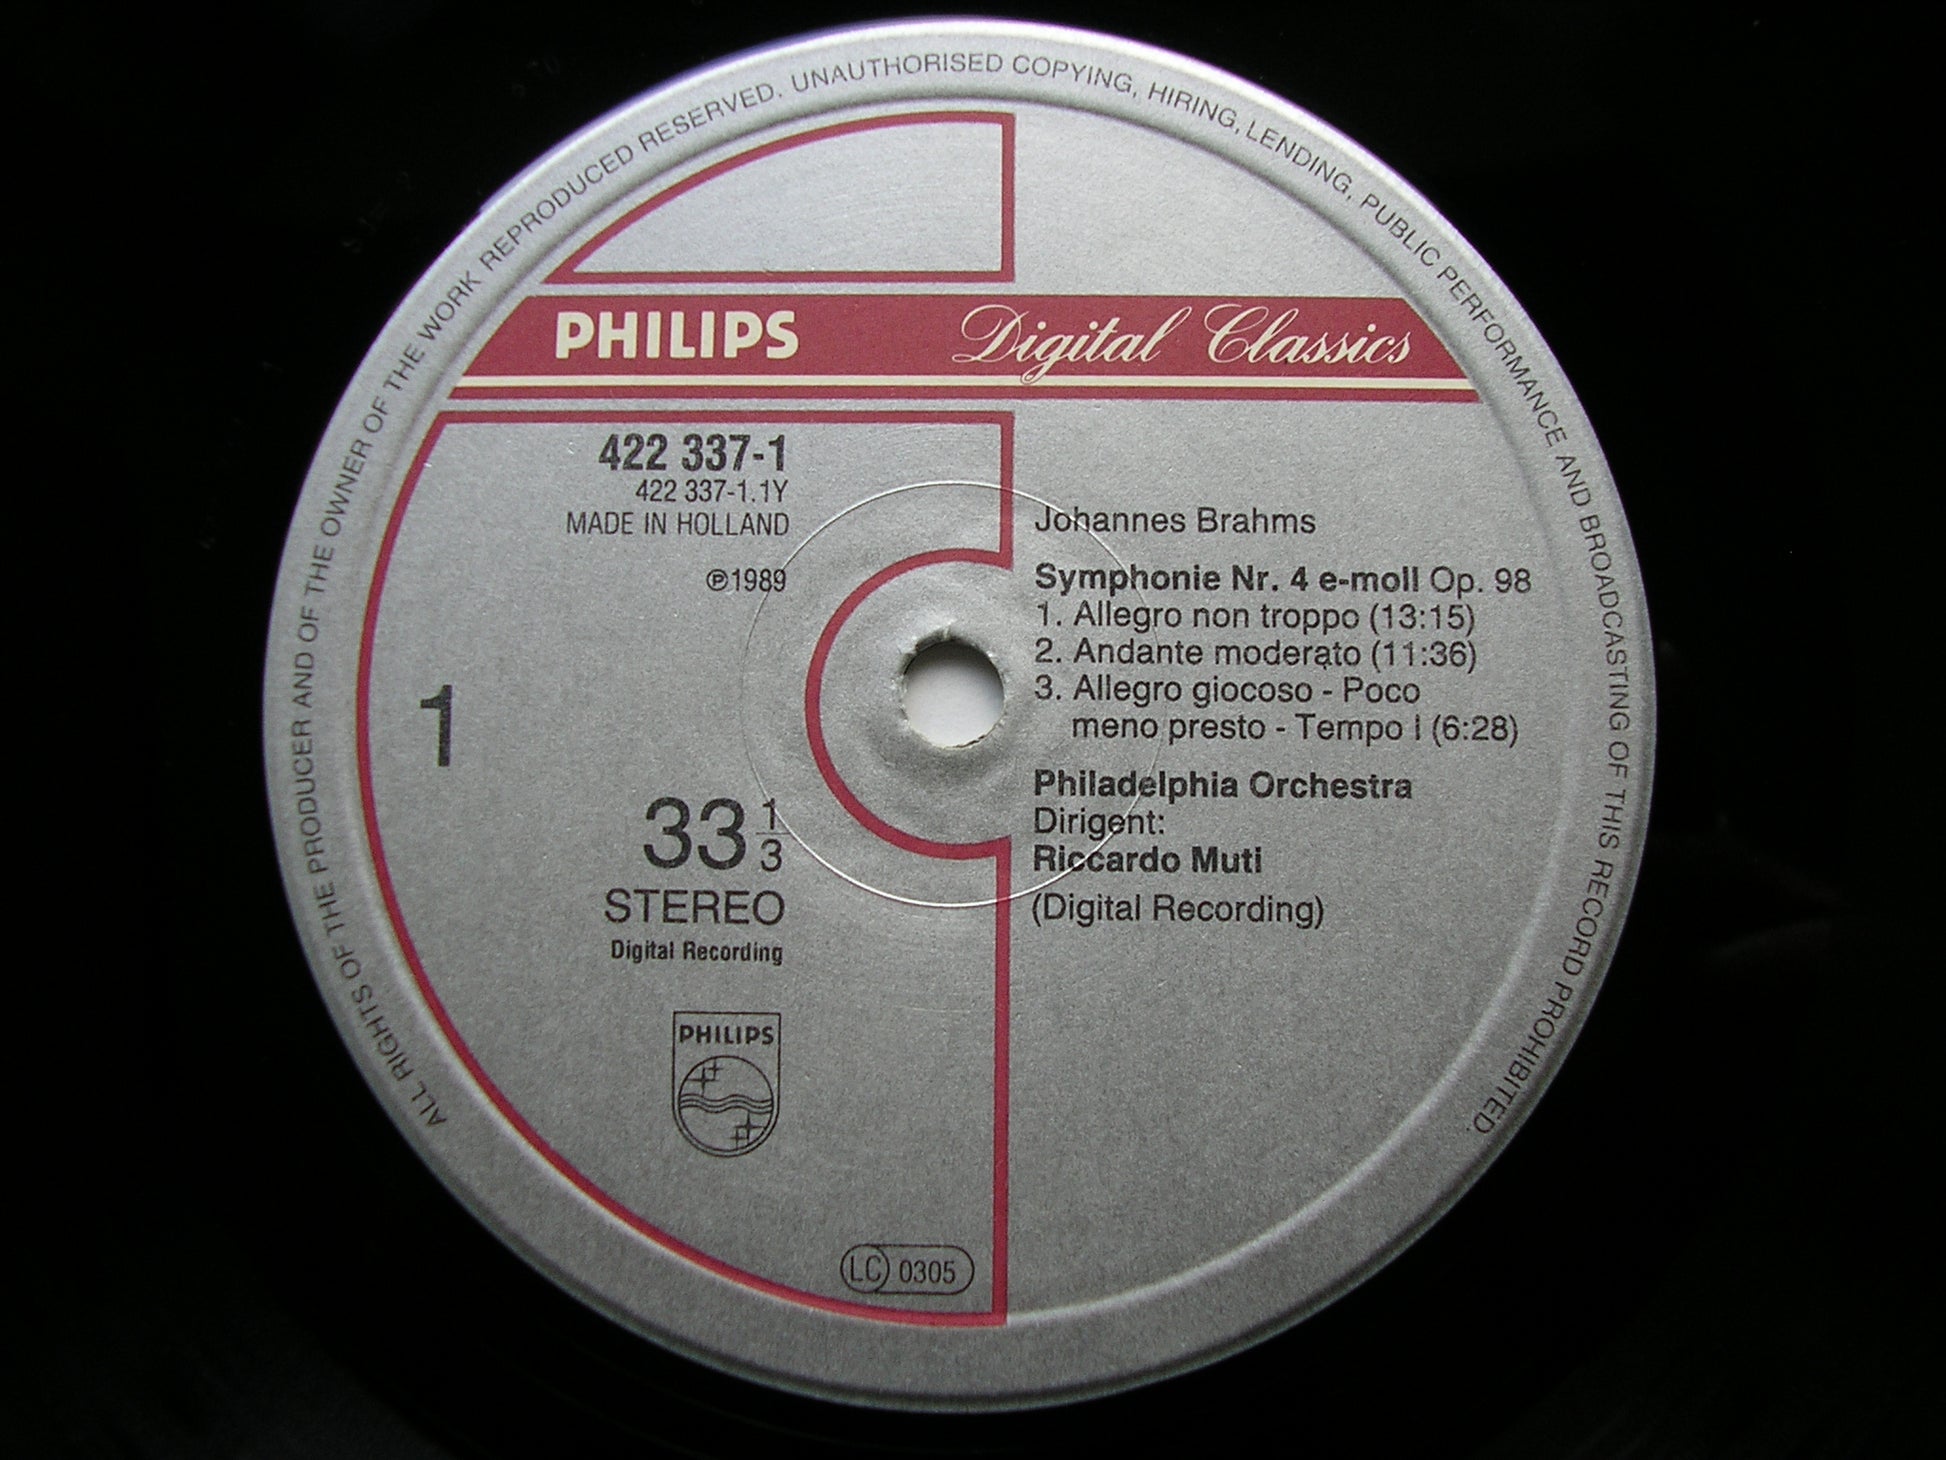 ALL RIGHTS OF THE PRODUCER AND OF THE OWNER OF THE WORK REPRODUCED RESERVED. UNAUTHORISED COPYING, HIRING, LENDING, PUBLIC PERFORMANCE AND BROADCASTING OF THIS RECORD PROHIBITED.
PHILIPS Digital Classics
422 337-1
422 337-1.1Y
MADE IN HOLLAND
℗1989
1
33 1/3
STEREO
Digital Recording
PHILIPS
LC 0305
Johannes Brahms
Symphonie Nr. 4 e-moll Op. 98
1. Allegro non troppo (13:15)
2. Andante moderato (11:36)
3. Allegro giocoso - Poco
meno presto - Tempo I (6:28)
Philadelphia Orchestra
Dirigent:
Riccardo Muti
(Digital Recording)